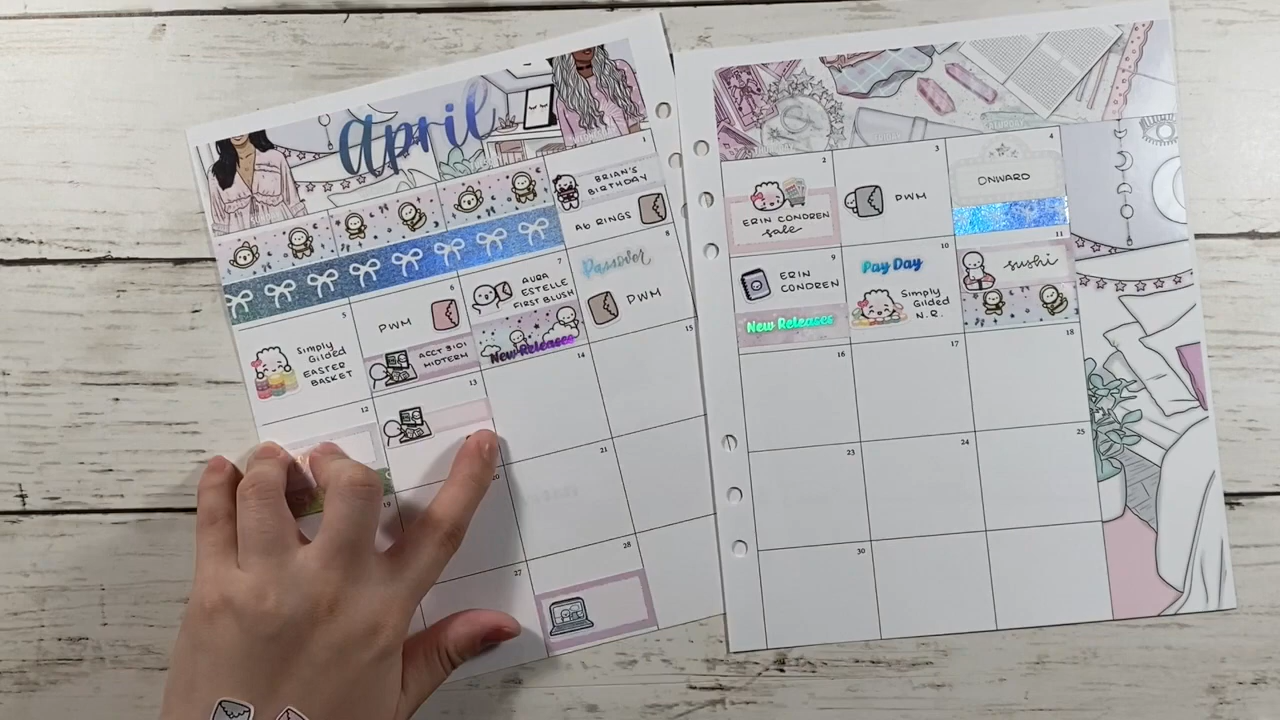 april
1
BRIAN'S
BIRTHDAY
AB RINGS
2
ERIN CONDREN
sale
3
PWM
4
ONWARD
5
Simply
Gilded
EASTER
BASKET
6
PWM
ACCT 3101
MIDTERM
7
AURA
ESTELLE
FIRST BLUSH
New Releases
8
Passover
PWM
9
ERIN
CONDREN
New Releases
10
Pay Day
Simply
Gilded
N.R.
11
sushi
12
13
14
15
16
17
18
19
20
21
23
24
25
27
28
30